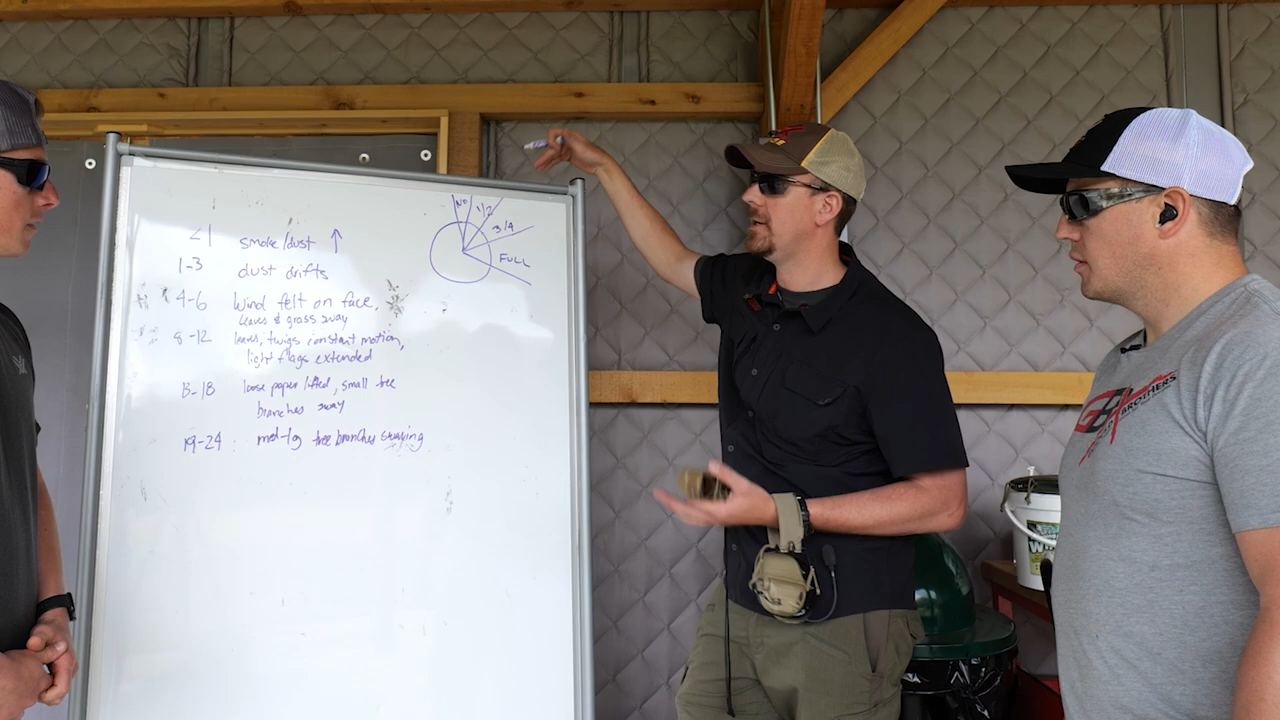 <1 smoke/dust ↑
1-3 dust drifts
4-6 Wind felt on face,
leaves & grass sway
8-12 leaves, twigs constant motion,
light flags extended
13-18 loose paper lifted, small tree
branches sway
19-24 med-lg tree branches swaying
NO
1/2
3/4
FULL
BROTHERS